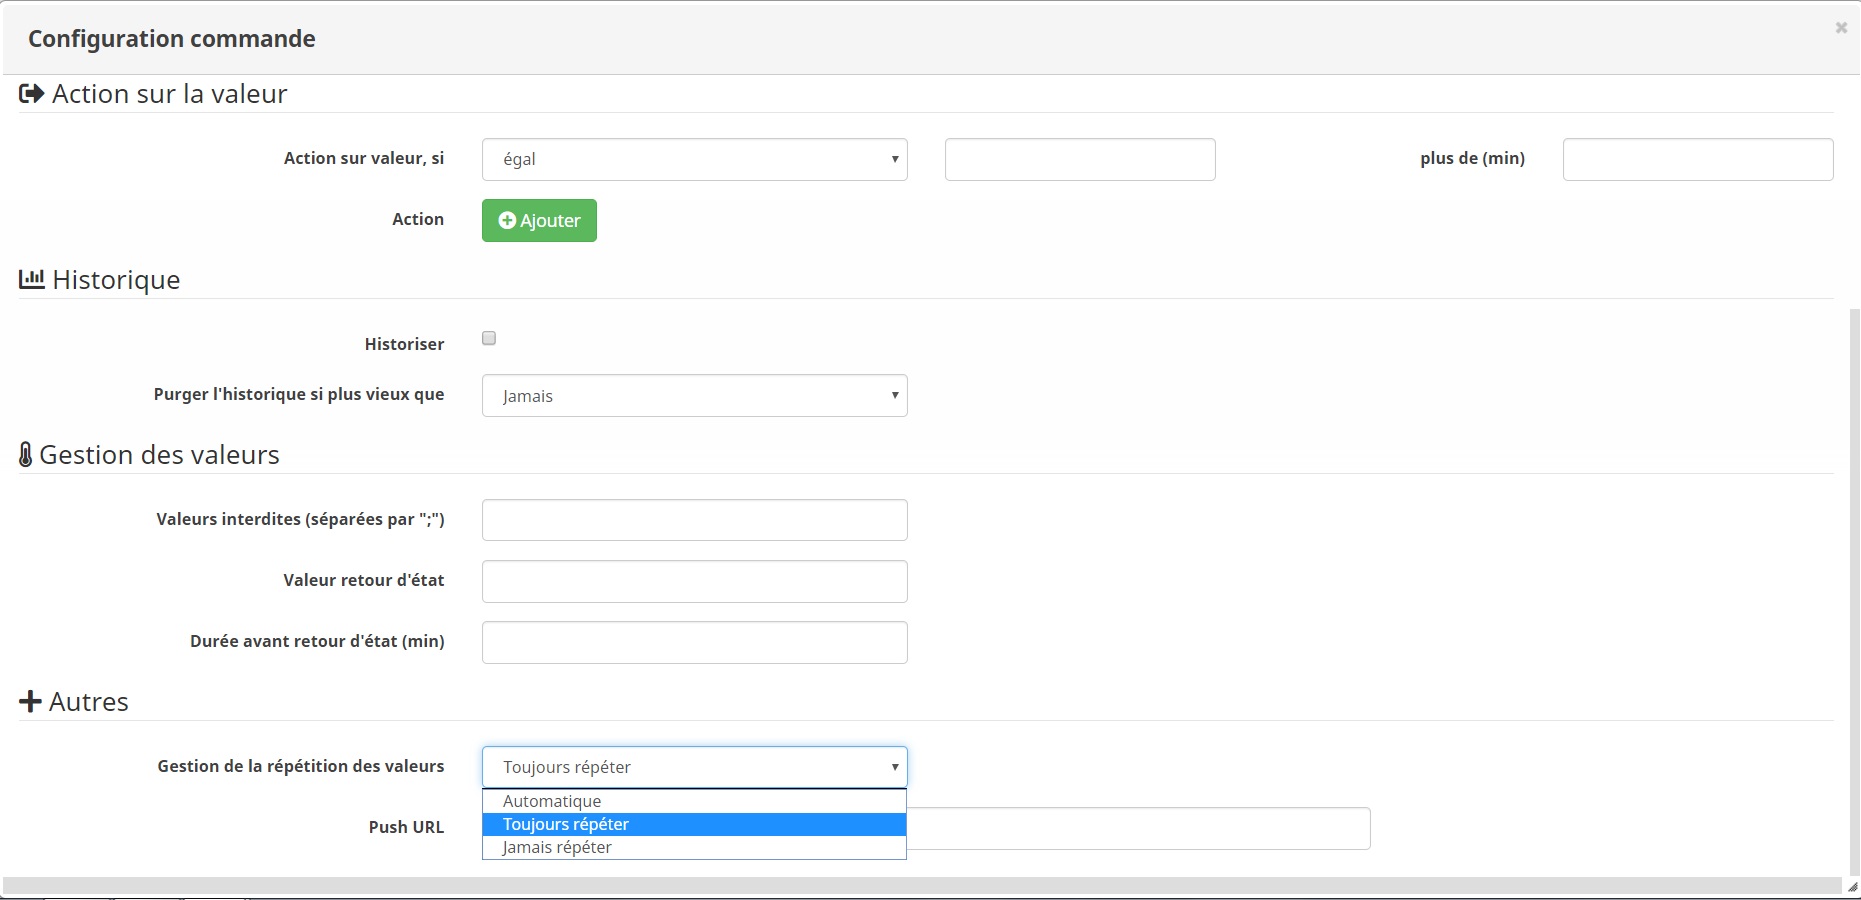 Configuration commande
Action sur la valeur
Action sur valeur, si égal plus de (min)
Action Ajouter
Historique
Historiser
Purger l'historique si plus vieux que Jamais
Gestion des valeurs
Valeurs interdites (séparées par ";")
Valeur retour d'état
Durée avant retour d'état (min)
Autres
Gestion de la répétition des valeurs Toujours répéter
Automatique
Toujours répéter
Push URL
Jamais répéter